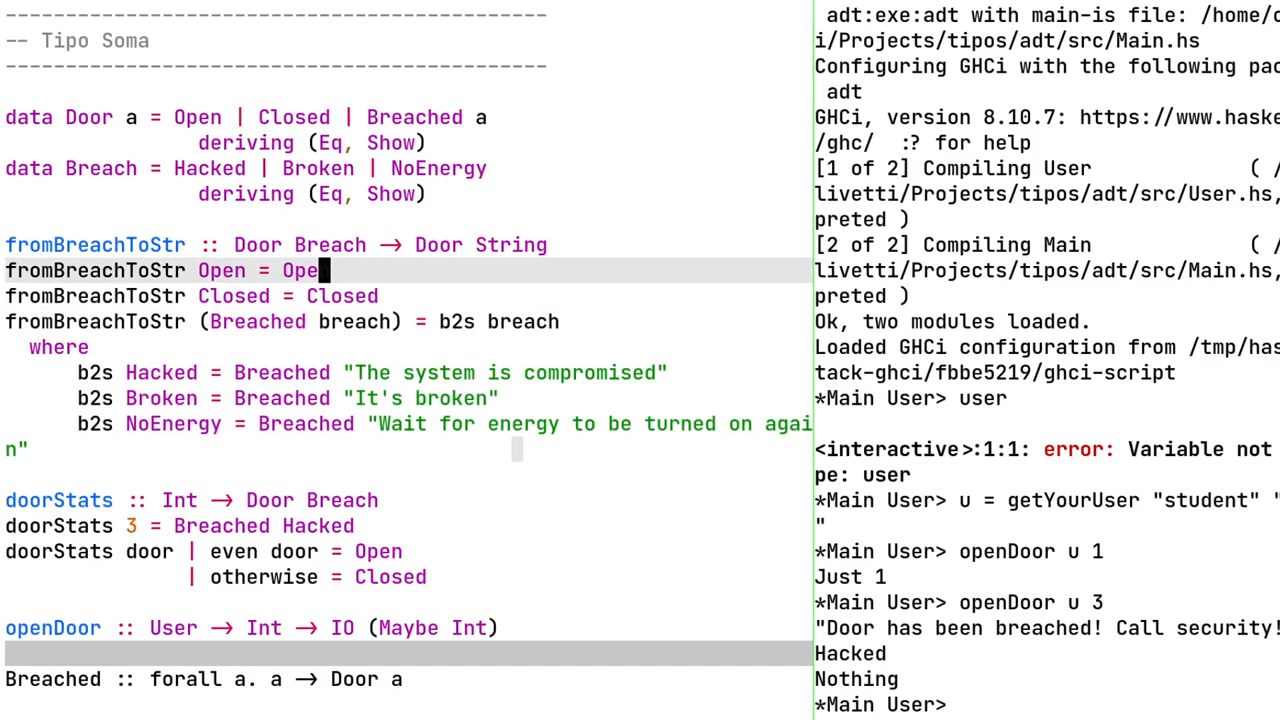 ------------------------------------------
-- Tipo Soma
------------------------------------------
data Door a = Open | Closed | Breached a
deriving (Eq, Show)
data Breach = Hacked | Broken | NoEnergy
deriving (Eq, Show)
fromBreachToStr :: Door Breach → Door String
fromBreachToStr Open = Open
fromBreachToStr Closed = Closed
fromBreachToStr (Breached breach) = b2s breach
where
b2s Hacked = Breached "The system is compromised"
b2s Broken = Breached "It's broken"
b2s NoEnergy = Breached "Wait for energy to be turned on agai
n"
doorStats :: Int → Door Breach
doorStats 3 = Breached Hacked
doorStats door | even door = Open
| otherwise = Closed
openDoor :: User → Int → IO (Maybe Int)
Breached :: forall a. a → Door a
adt:exe:adt with main-is file: /home/
i/Projects/tipos/adt/src/Main.hs
Configuring GHCi with the following pac
adt
GHCi, version 8.10.7: https://www.haske
/ghc/ :? for help
[1 of 2] Compiling User ( /
livetti/Projects/tipos/adt/src/User.hs,
preted )
[2 of 2] Compiling Main ( /
livetti/Projects/tipos/adt/src/Main.hs,
preted )
Ok, two modules loaded.
Loaded GHCi configuration from /tmp/has
tack-ghci/fbbe5219/ghci-script
*Main User> user
<interactive>:1:1: error: Variable not
pe: user
*Main User> u = getYourUser "student" "
"
*Main User> openDoor u 1
Just 1
*Main User> openDoor u 3
"Door has been breached! Call security!
Hacked
Nothing
*Main User>